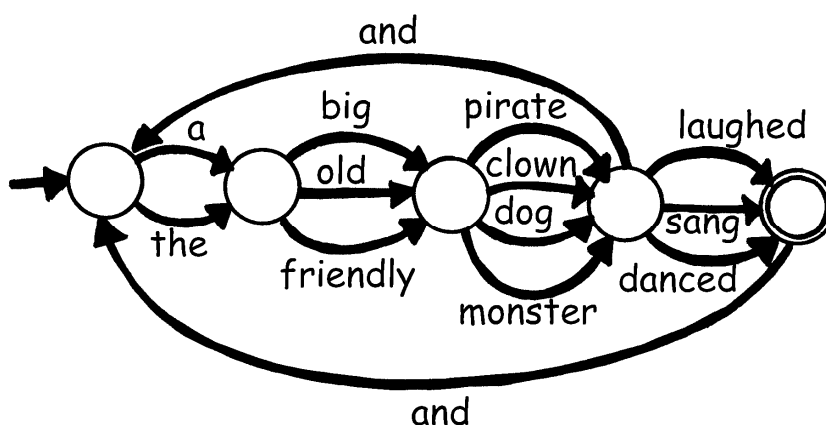 and
a
the
big
old
friendly
pirate
clown
dog
monster
laughed
sang
danced
and